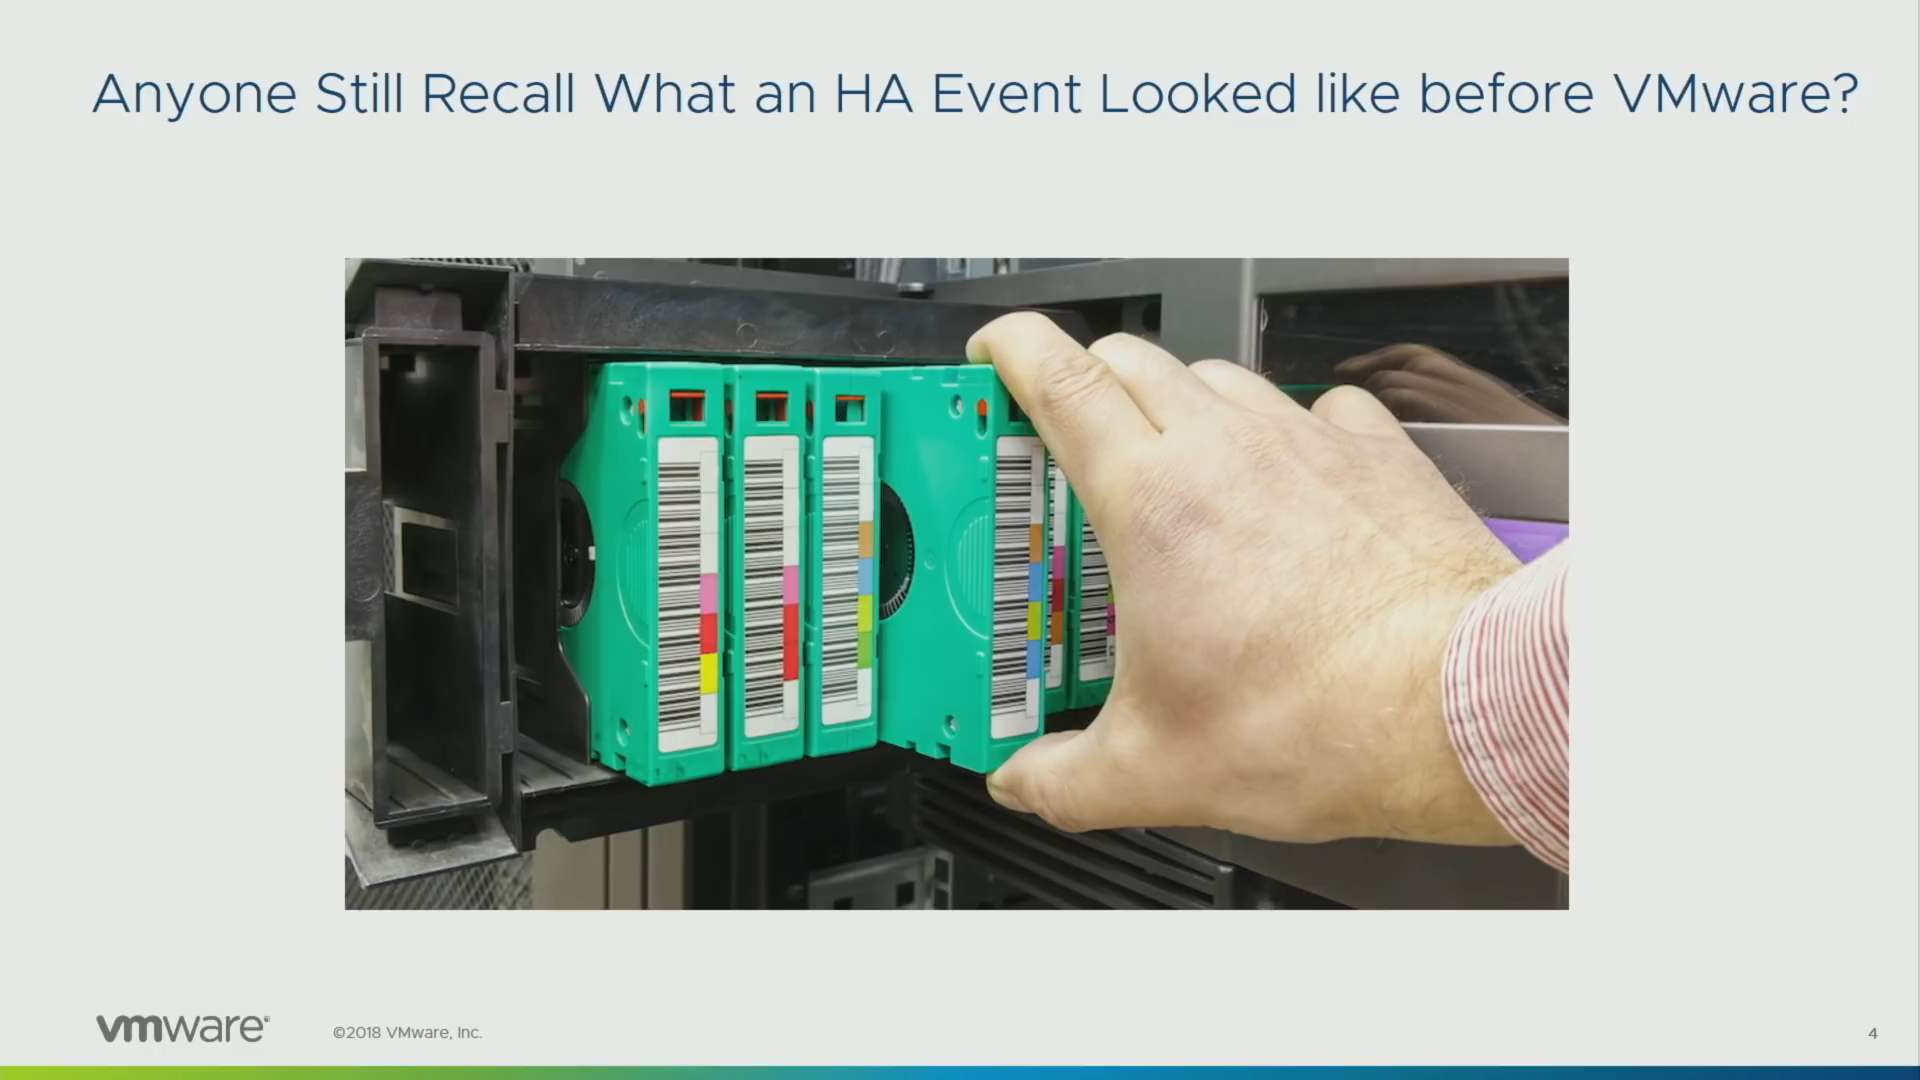 Anyone Still Recall What an HA Event Looked like before VMware?
vmware®
©2018 VMware, Inc.
4